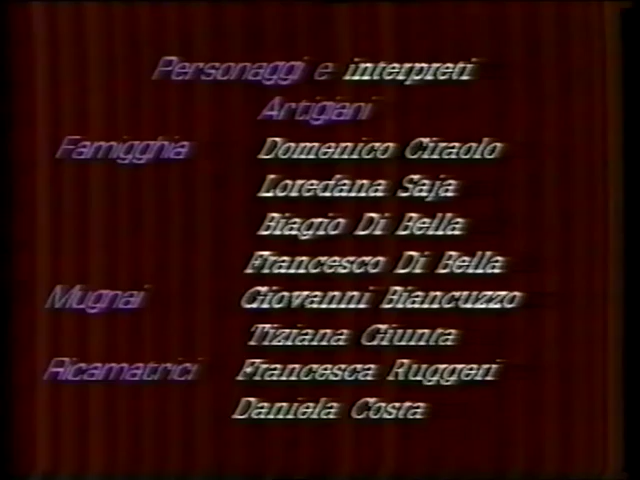 Personaggi e interpreti
Artigiani
Famigghia Domenico Ciraolo
Loredana Saja
Biagio Di Bella
Francesco Di Bella
Mugnai Giovanni Biancuzzo
Tiziana Giunta
Ricamatrici Francesca Ruggeri
Daniela Costa